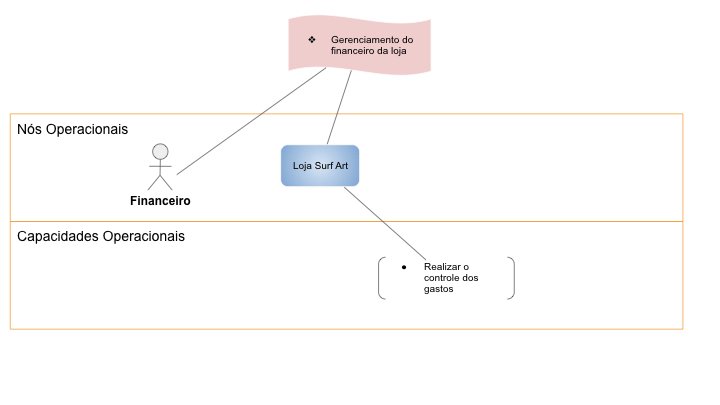 ❖ Gerenciamento do
financeiro da loja
Nós Operacionais
Loja Surf Art
Financeiro
Capacidades Operacionais
● Realizar o
controle dos
gastos